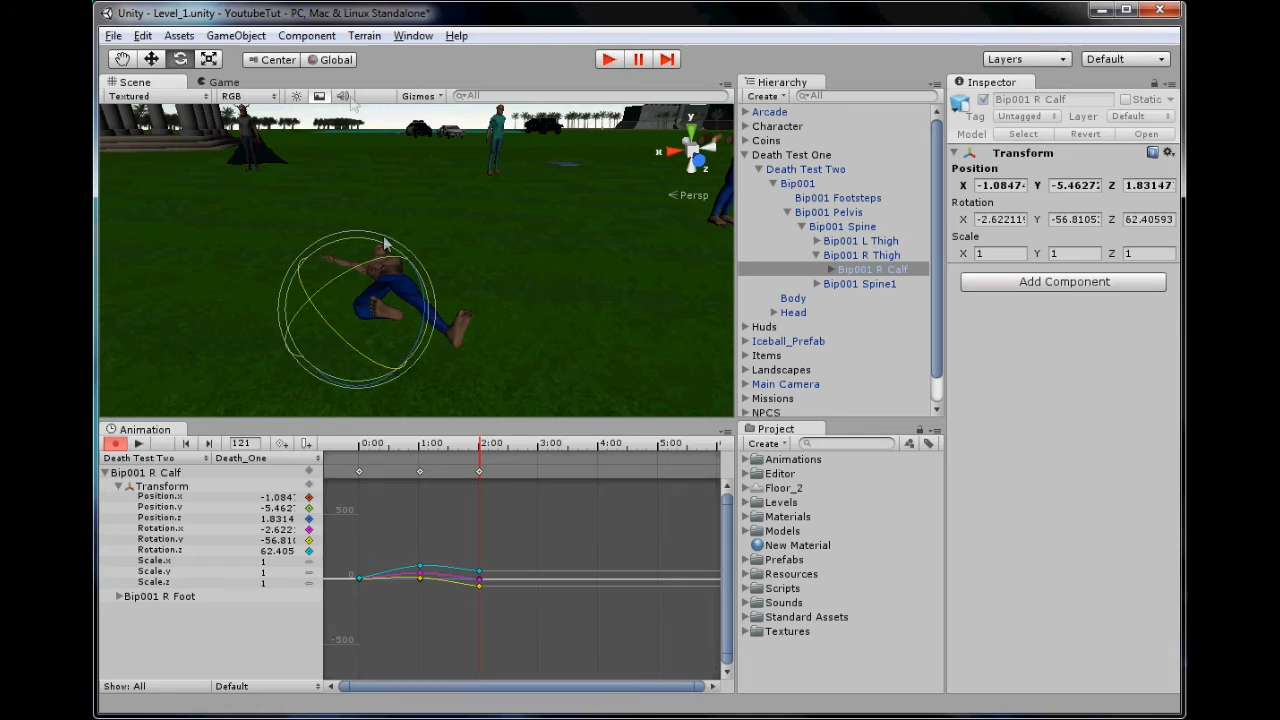 Unity - Level_1.unity - YoutubeTut - PC, Mac & Linux Standalone*
File Edit Assets GameObject Component Terrain Window Help
Center Global Layers Default
Scene Game
Textured RGB Gizmos All
y
x
z
Persp
Hierarchy
Create All
Arcade
Character
Coins
Death Test One
Death Test Two
Bip001
Bip001 Footsteps
Bip001 Pelvis
Bip001 Spine
Bip001 L Thigh
Bip001 R Thigh
Bip001 R Calf
Bip001 Spine1
Body
Head
Huds
Iceball_Prefab
Items
Landscapes
Main Camera
Missions
NPCS
Inspector
Bip001 R Calf Static
Tag Untagged Layer Default
Model Select Revert Open
Transform
Position
X -1.0847 Y -5.4627 Z 1.83147
Rotation
X -2.62211 Y -56.810 Z 62.40593
Scale
X 1 Y 1 Z 1
Add Component
Animation
121 0:00 1:00 2:00 3:00 4:00 5:00
Death Test Two Death_One
Bip001 R Calf
Transform
Position.x -1.084
Position.y -5.462
Position.z 1.8314
Rotation.x -2.622
Rotation.y -56.81
Rotation.z 62.405
Scale.x 1
Scale.y 1
Scale.z 1
Bip001 R Foot
500
0
-500
Show: All Default
Project
Create
Animations
Editor
Floor_2
Levels
Materials
Models
New Material
Prefabs
Resources
Scripts
Sounds
Standard Assets
Textures